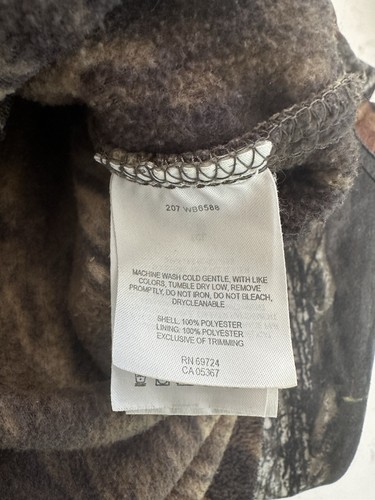 207 WB6588
MACHINE WASH COLD GENTLE, WITH LIKE
COLORS, TUMBLE DRY LOW, REMOVE
PROMPTLY, DO NOT IRON, DO NOT BLEACH,
DRYCLEANABLE
SHELL, 100% POLYESTER
LINING: 100% POLYESTER
EXCLUSIVE OF TRIMMING
RN 69724
CA 05367